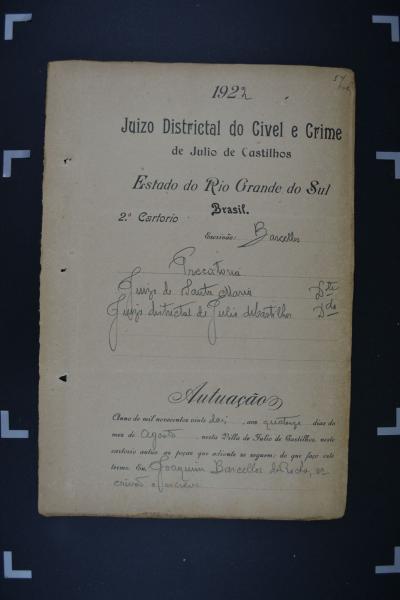 1922
Juizo Districtal do Civel e Crime
de Julio de Castilhos
Estado do Rio Grande do Sul
Brasil.
2.º Cartorio
Escrivão: Barcellos
Precatoria
Juizo de Santa Maria Dte
Juizo districtal de Julio de Castilhos Ddo
Autuação
Anno de mil novecentos vinte dois, aos quatorze dias do
mez de Agosto, nesta Villa de Julio de Castilhos, neste
cartorio autuo as peças que adiante se seguem; do que faço este
termo. Eu, Joaquim Barcellos da Rocha, es
crivão o escrevi